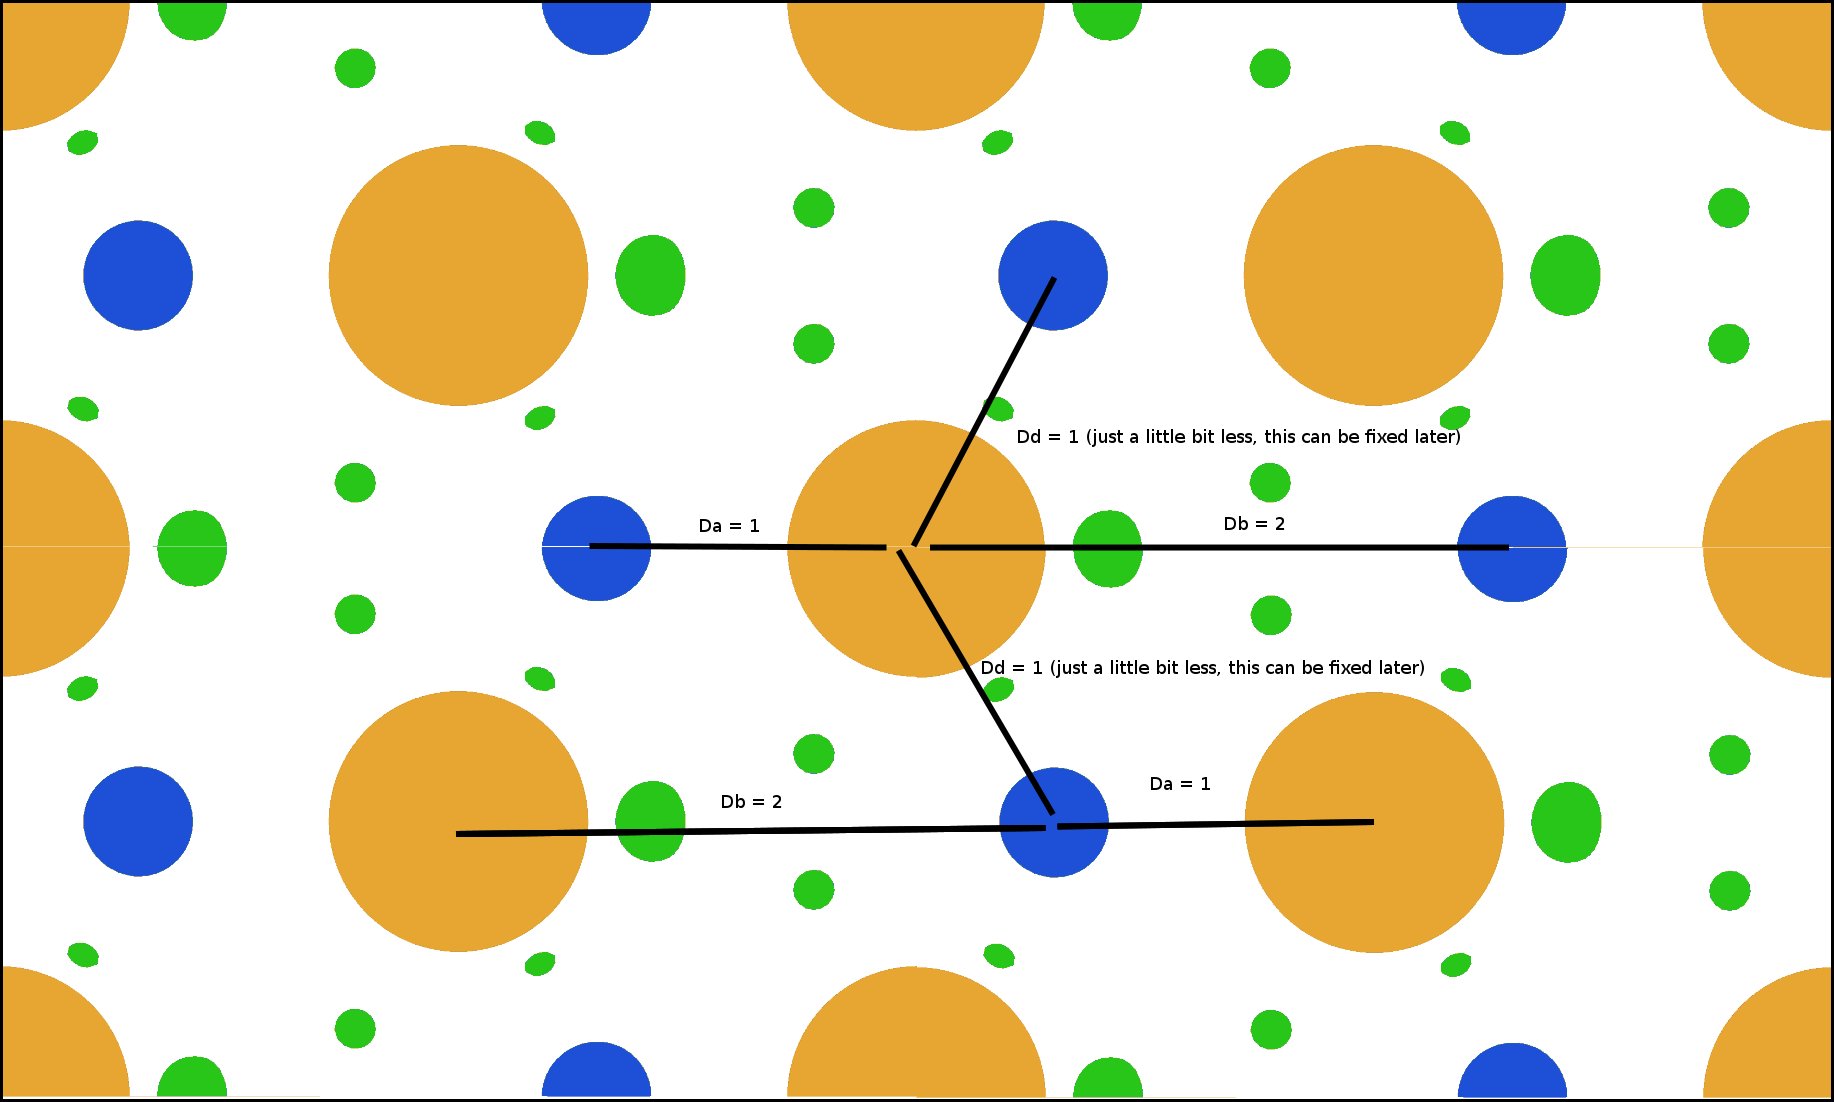 Dd = 1 (just a little bit less, this can be fixed later)
Da = 1
Db = 2
Dd = 1 (just a little bit less, this can be fixed later)
Da = 1
Db = 2